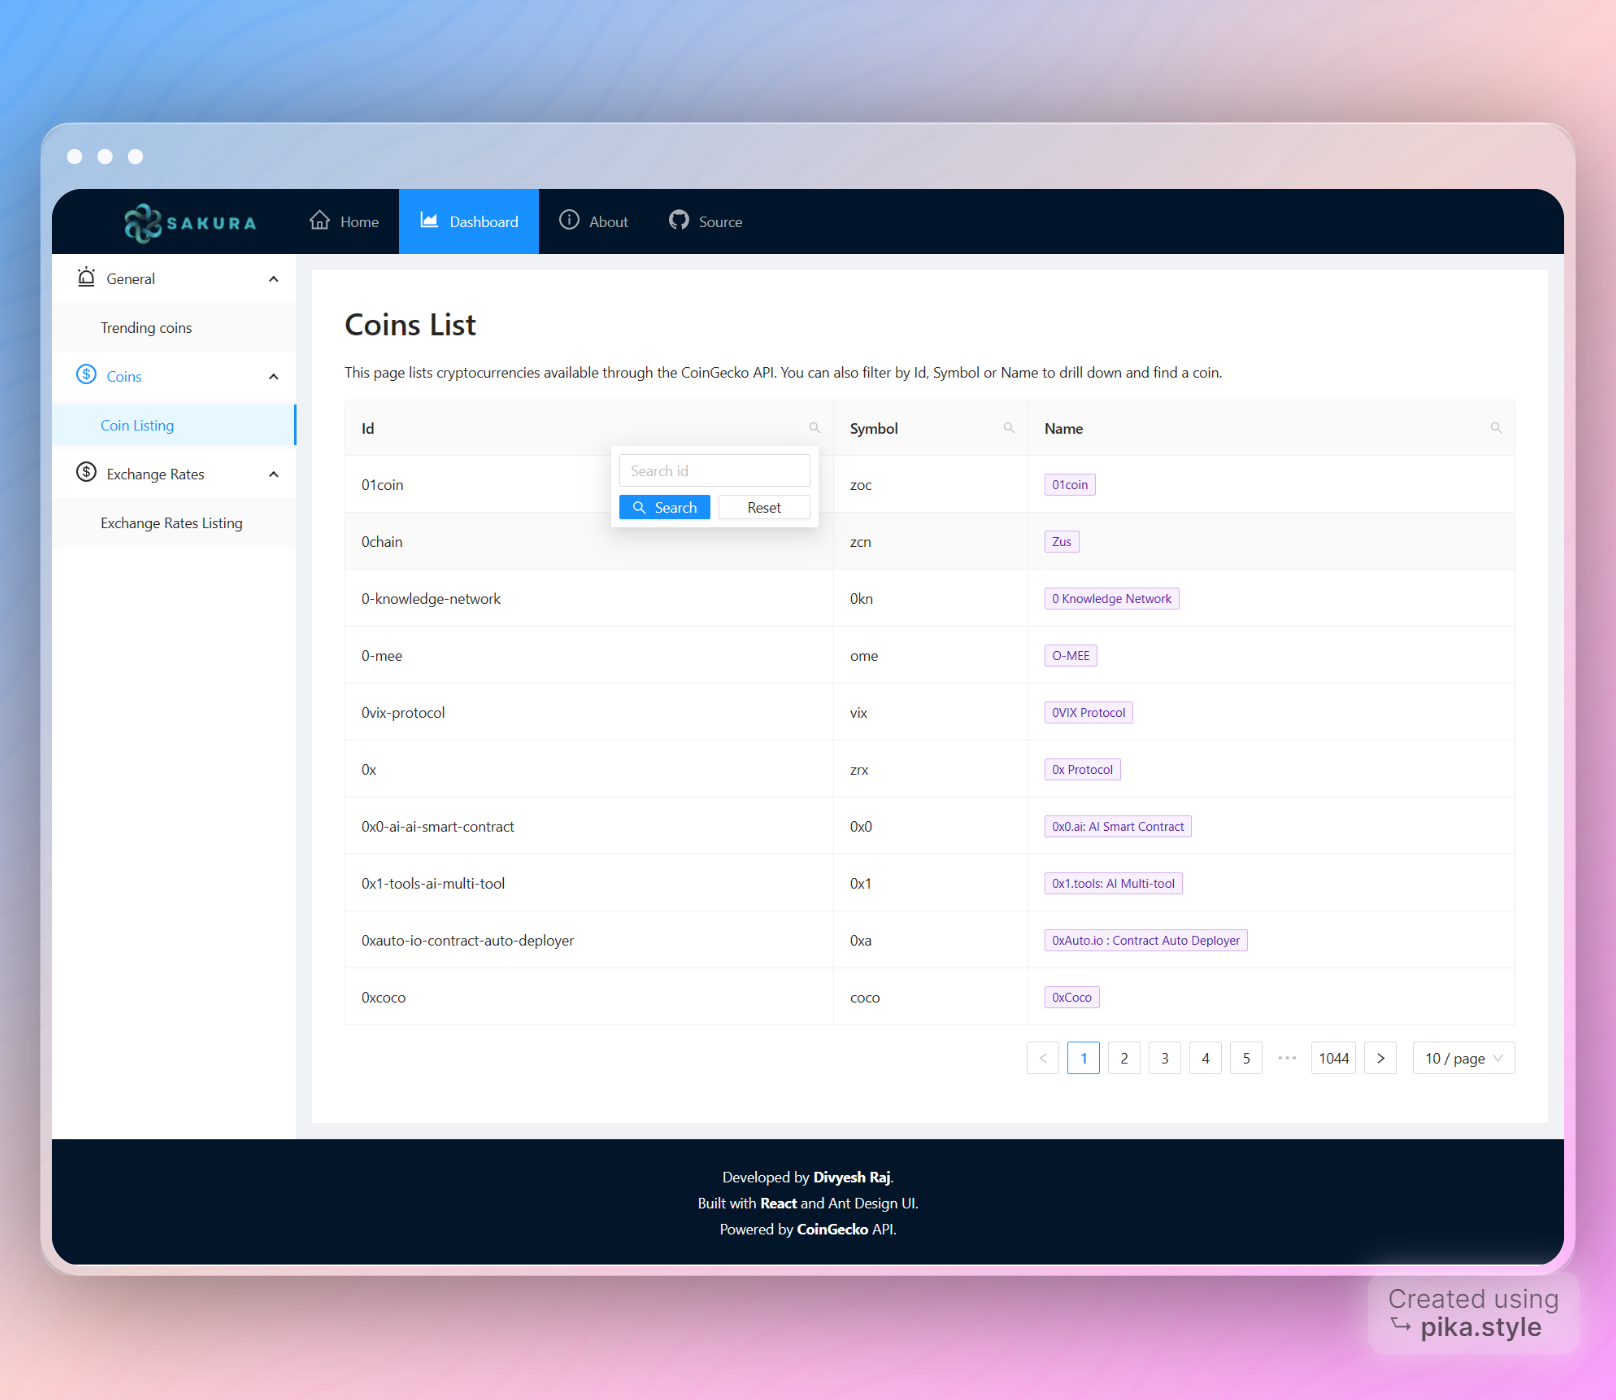 SAKURA
Home
Dashboard
About
Source
General
Trending coins
Coins
Coin Listing
Exchange Rates
Exchange Rates Listing
Coins List
This page lists cryptocurrencies available through the CoinGecko API. You can also filter by Id, Symbol or Name to drill down and find a coin.
Id Symbol Name
Search id
Search Reset
01coin zoc 01coin
0chain zcn Zus
0-knowledge-network 0kn 0 Knowledge Network
0-mee ome O-MEE
0vix-protocol vix 0VIX Protocol
0x zrx 0x Protocol
0x0-ai-ai-smart-contract 0x0 0x0.ai: AI Smart Contract
0x1-tools-ai-multi-tool 0x1 0x1.tools: AI Multi-tool
0xauto-io-contract-auto-deployer 0xa 0xAuto.io : Contract Auto Deployer
0xcoco coco 0xCoco
< 1 2 3 4 5 ••• 1044 > 10 / page
Developed by Divyesh Raj.
Built with React and Ant Design UI.
Powered by CoinGecko API.
Created using
pika.style